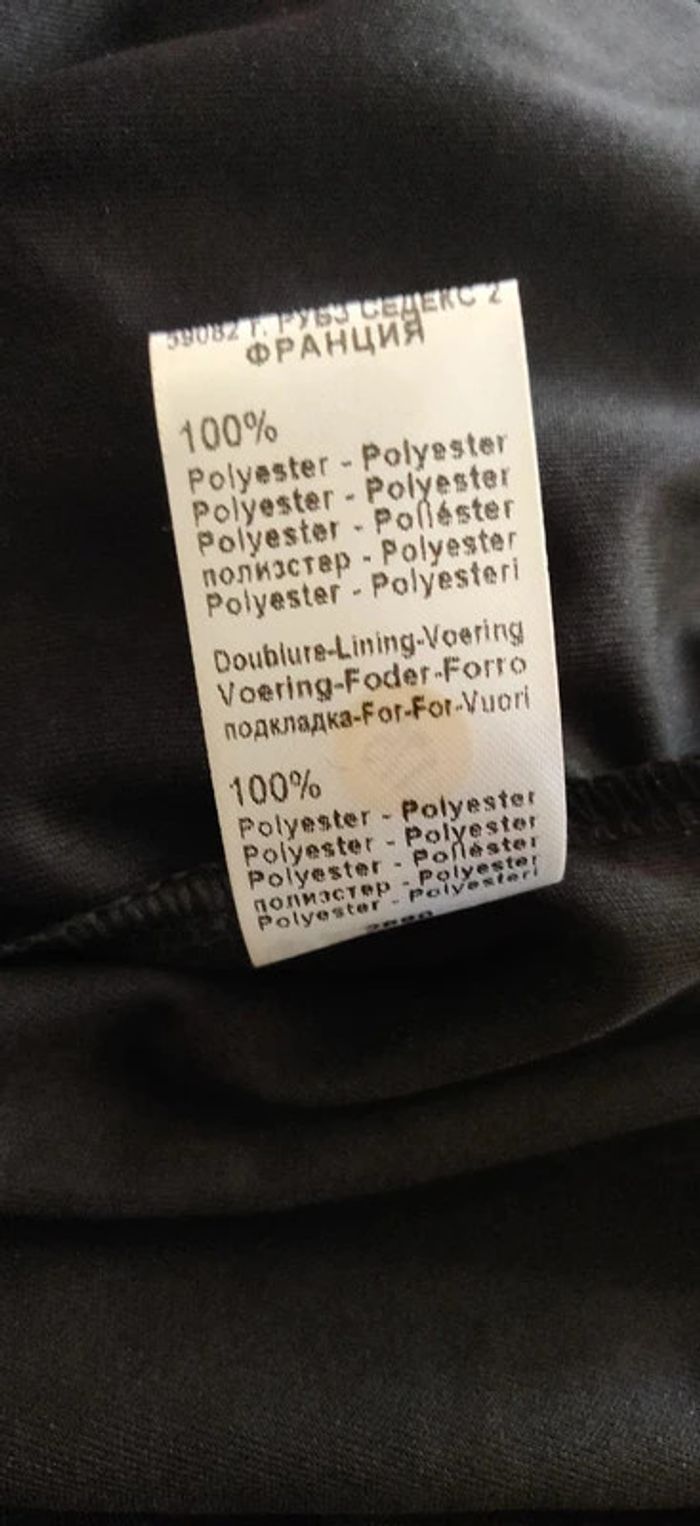 59082 Г. РУБЭ СЕДЕКС 2
ФРАНЦИЯ
100%
Polyester - Polyester
Polyester - Polyester
Polyester - Poliéster
полиэстер - Polyester
Polyester - Polyesteri
Doublure-Lining-Voering
Voering-Foder-Forro
подкладка-For-For-Vuori
100%
Polyester - Polyester
Polyester - Polyester
Polyester - Poliéster
полиэстер - Polyester
Polyester - Polyesteri